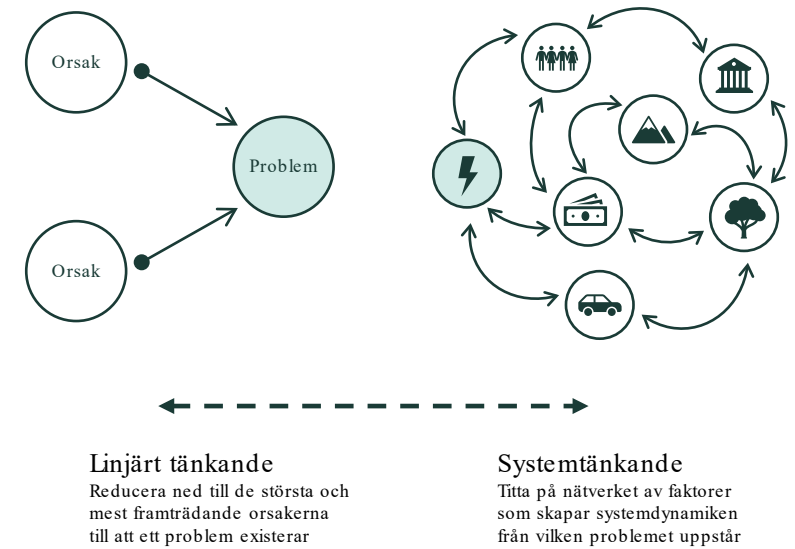 Orsak
Problem
Orsak
Linjärt tänkande
Reducera ned till de största och
mest framträdande orsakerna
till att ett problem existerar
Systemtänkande
Titta på nätverket av faktorer
som skapar systemdynamiken
från vilken problemet uppstår